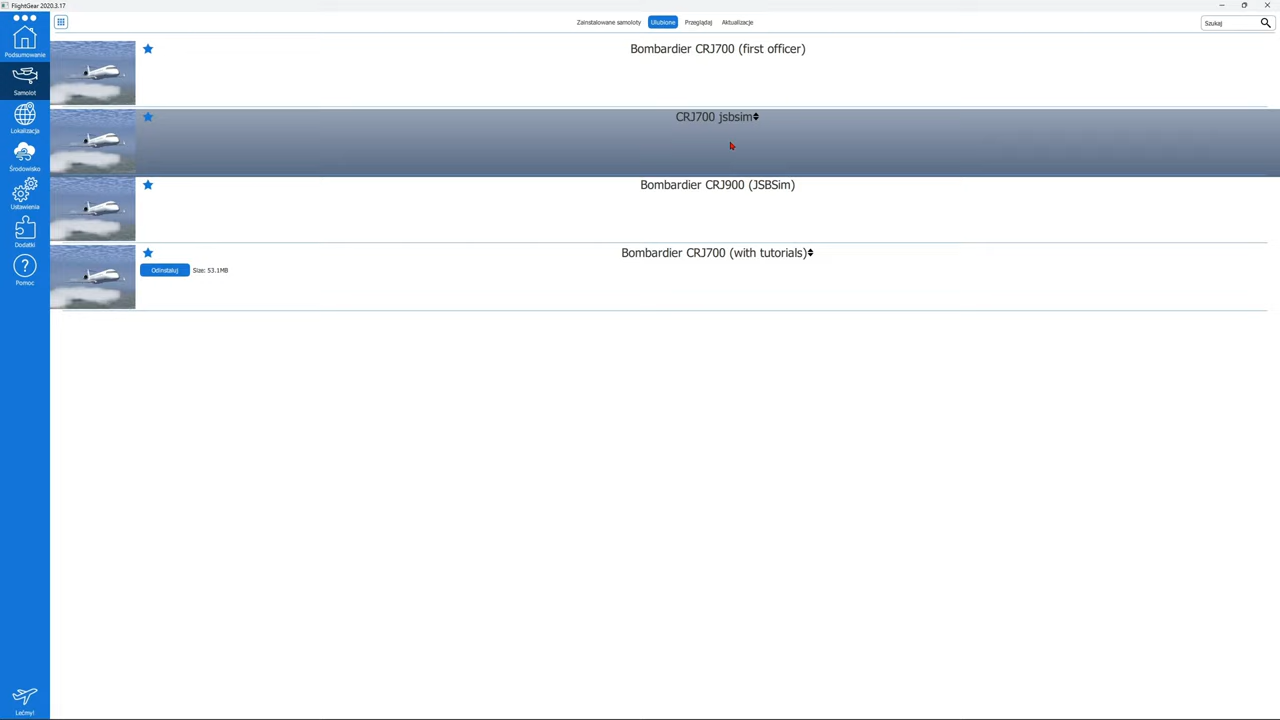 FlightGear 2020.3.17
Podsumowanie
Samolot
Lokalizacja
Środowisko
Ustawienia
Dodatki
Pomoc
Lećmy!
Zainstalowane samoloty
Ulubione
Przeglądaj
Aktualizacje
Szukaj
Bombardier CRJ700 (first officer)
CRJ700 jsbsim
Bombardier CRJ900 (JSBSim)
Bombardier CRJ700 (with tutorials)
Odinstaluj
Size: 53.1MB